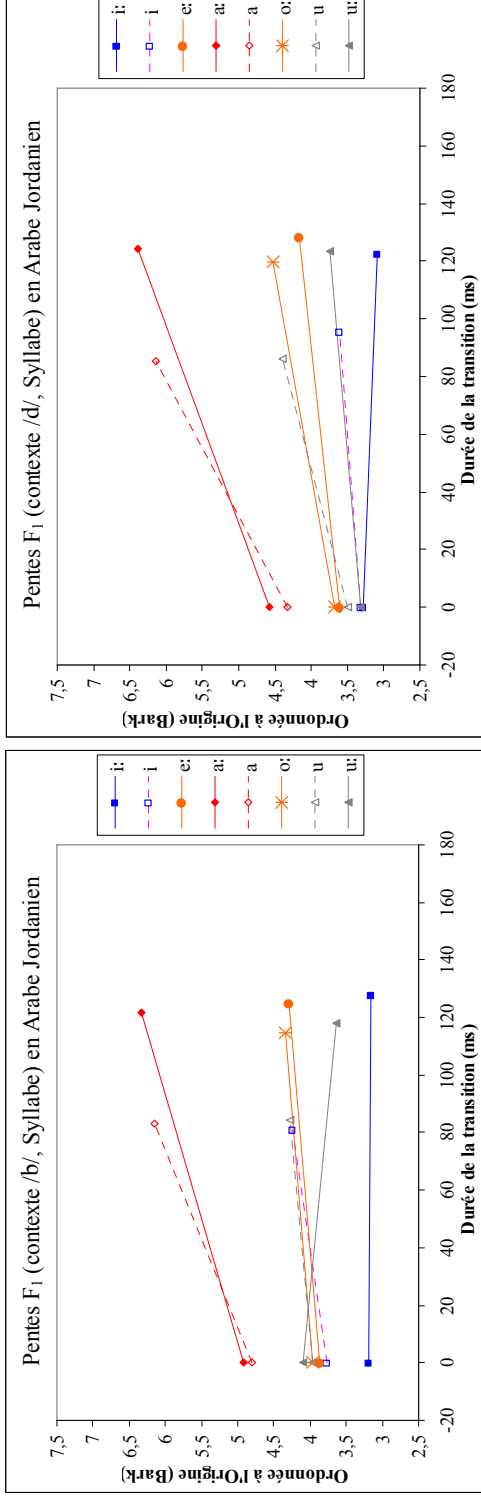 Pentes F₁ (contexte /b/, Syllabe) en Arabe Jordanien
Ordonnée à l'Origine (Bark)
7,5
7
6,5
6
5,5
5
4,5
4
3,5
3
2,5
-20
0
20
40
60
80
100
120
140
160
180
Durée de la transition (ms)
i:
i
e:
a:
a
o:
u
u:
Pentes F₁ (contexte /d/, Syllabe) en Arabe Jordanien
Ordonnée à l'Origine (Bark)
7,5
7
6,5
6
5,5
5
4,5
4
3,5
3
2,5
-20
0
20
40
60
80
100
120
140
160
180
Durée de la transition (ms)
i:
i
e:
a:
a
o:
u
u: